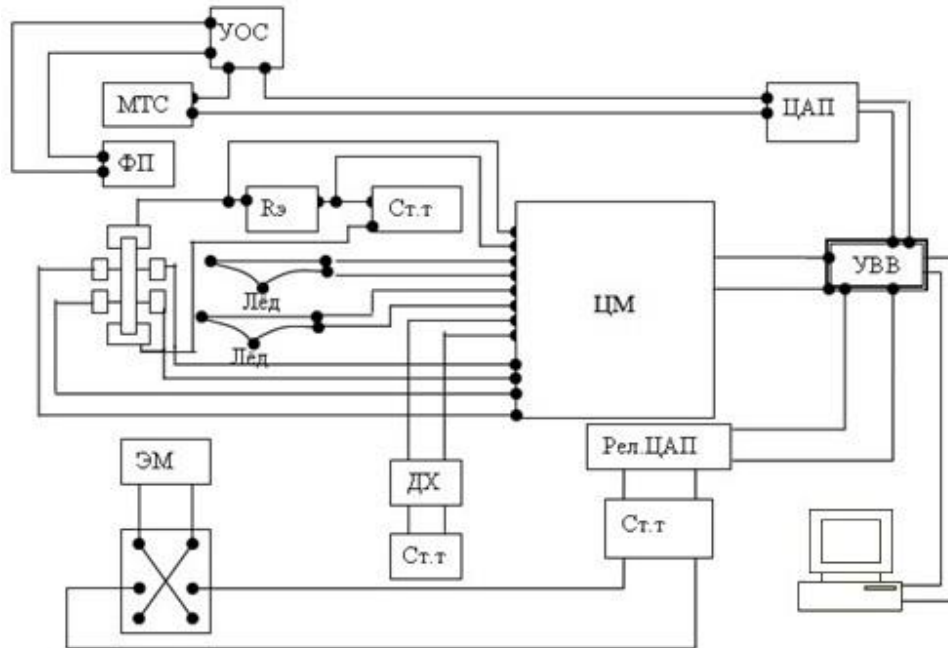 УОС
МТС
ЦАП
ФП
Rэ
Ст.т
УВВ
Лёд
ЦМ
Лёд
Рел.ЦАП
ЭМ
ДХ
Ст.т
Ст.т